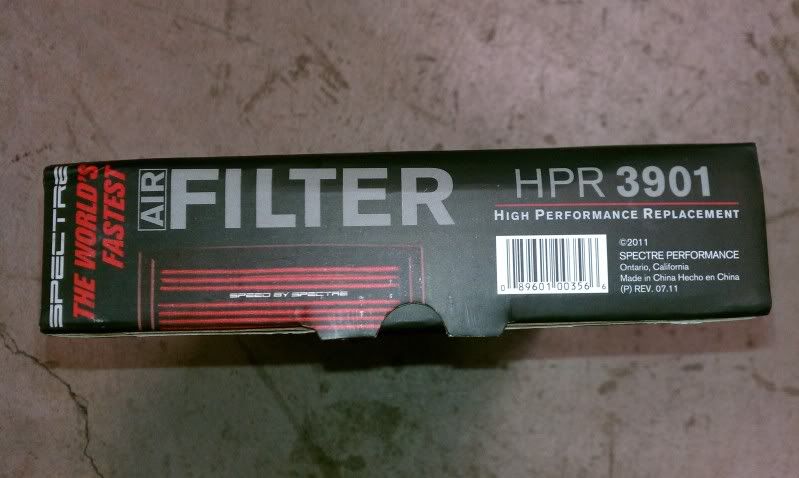 SPECTRE
THE WORLD'S
FASTEST
AIR
FILTER
SPEED BY SPECTRE
HPR 3901
HIGH PERFORMANCE REPLACEMENT
0 89601 00356 6
©2011
SPECTRE PERFORMANCE
Ontario, California
Made in China Hecho en China
(P) REV. 07.11